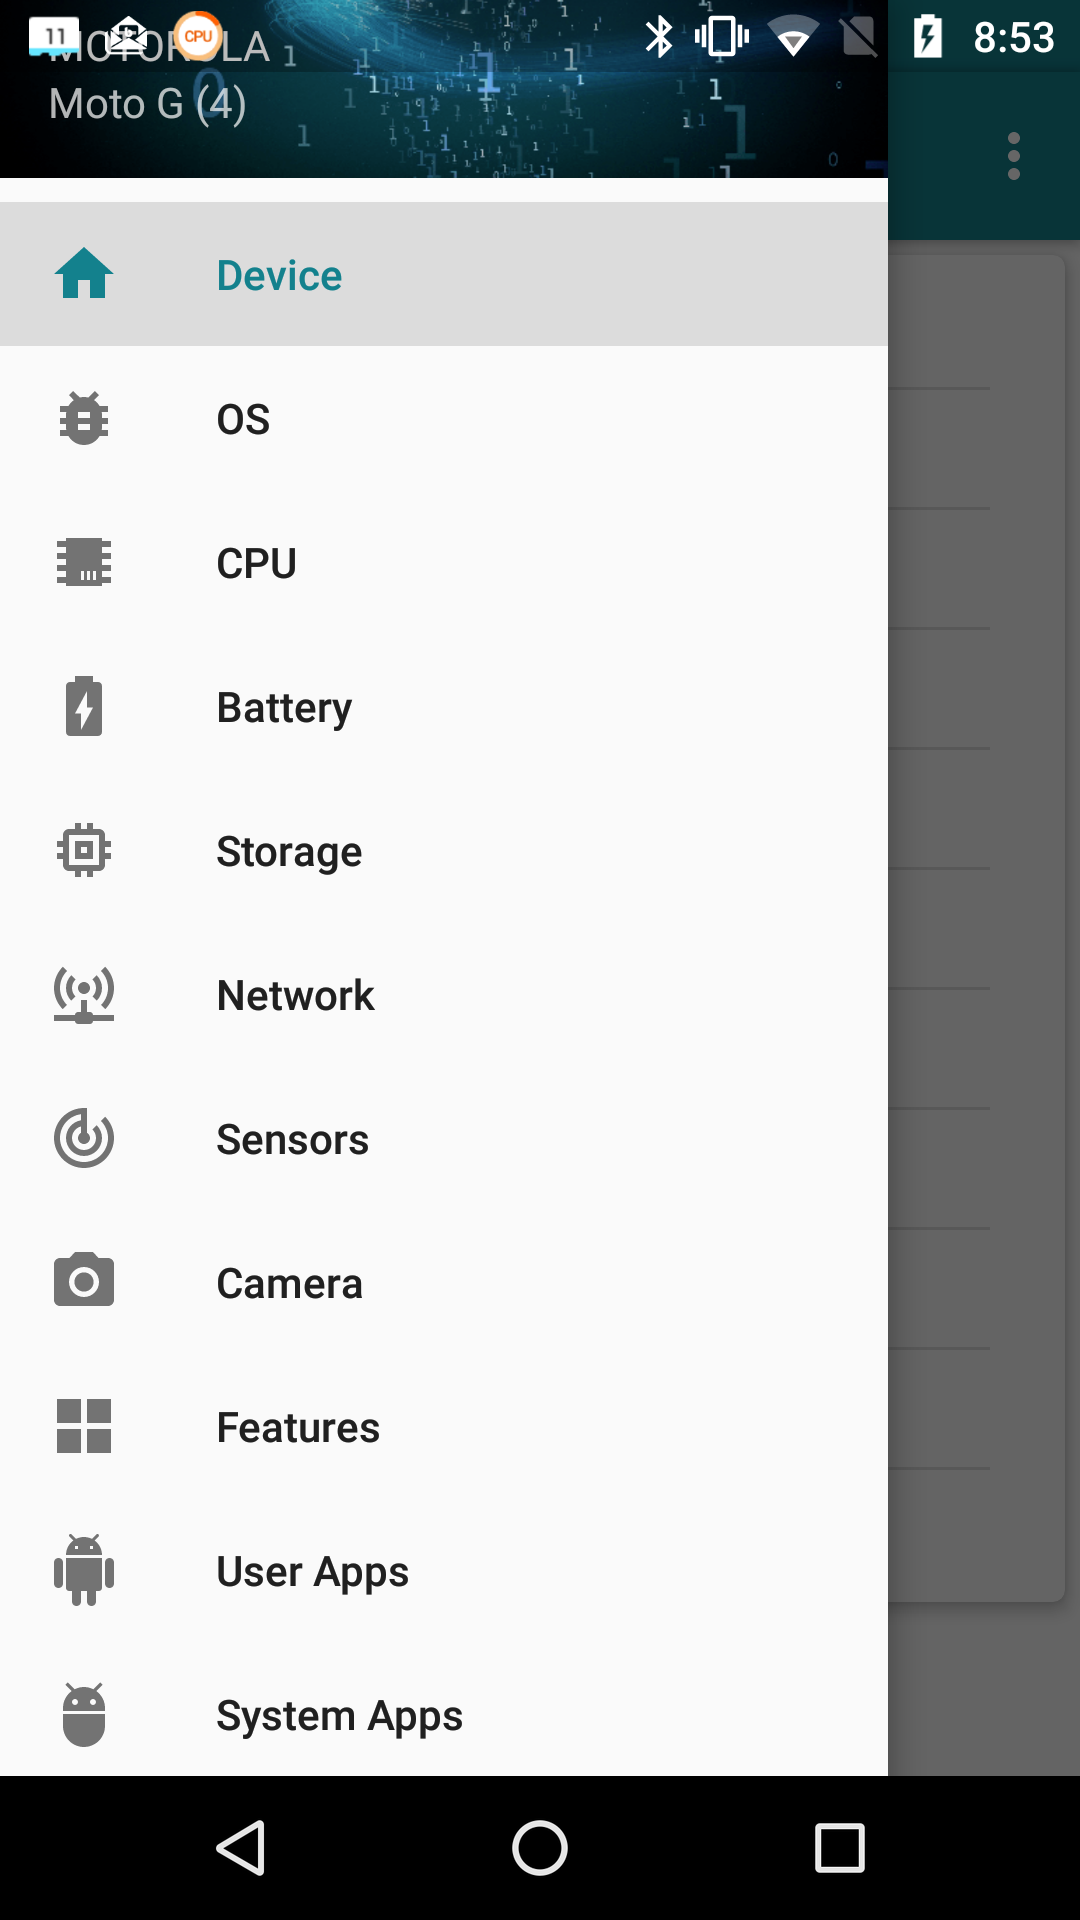 11 CPU 8:53
MOTOROLA
Moto G (4)
Device
OS
CPU
Battery
Storage
Network
Sensors
Camera
Features
User Apps
System Apps